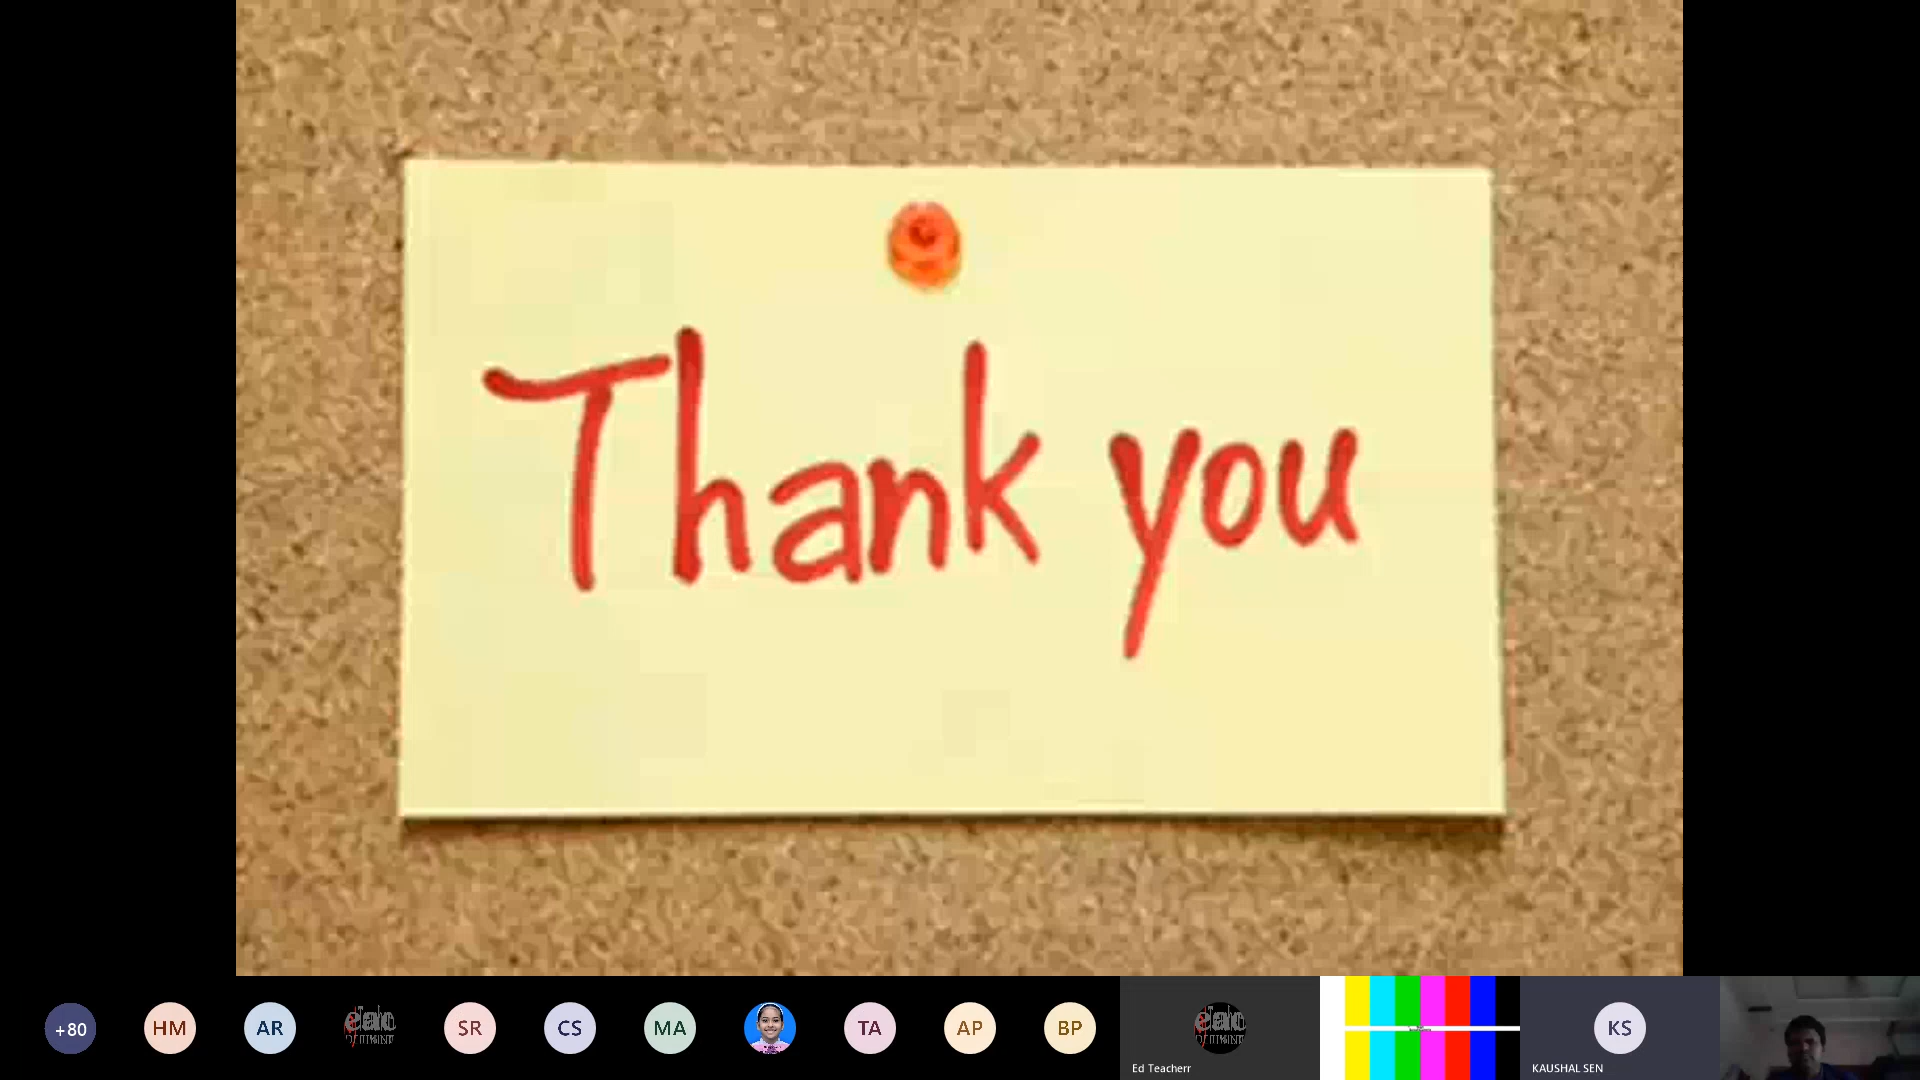 Thank you
+80
HM
AR
SR
CS
MA
TA
AP
BP
KS
Ed Teacherr
KAUSHAL SEN